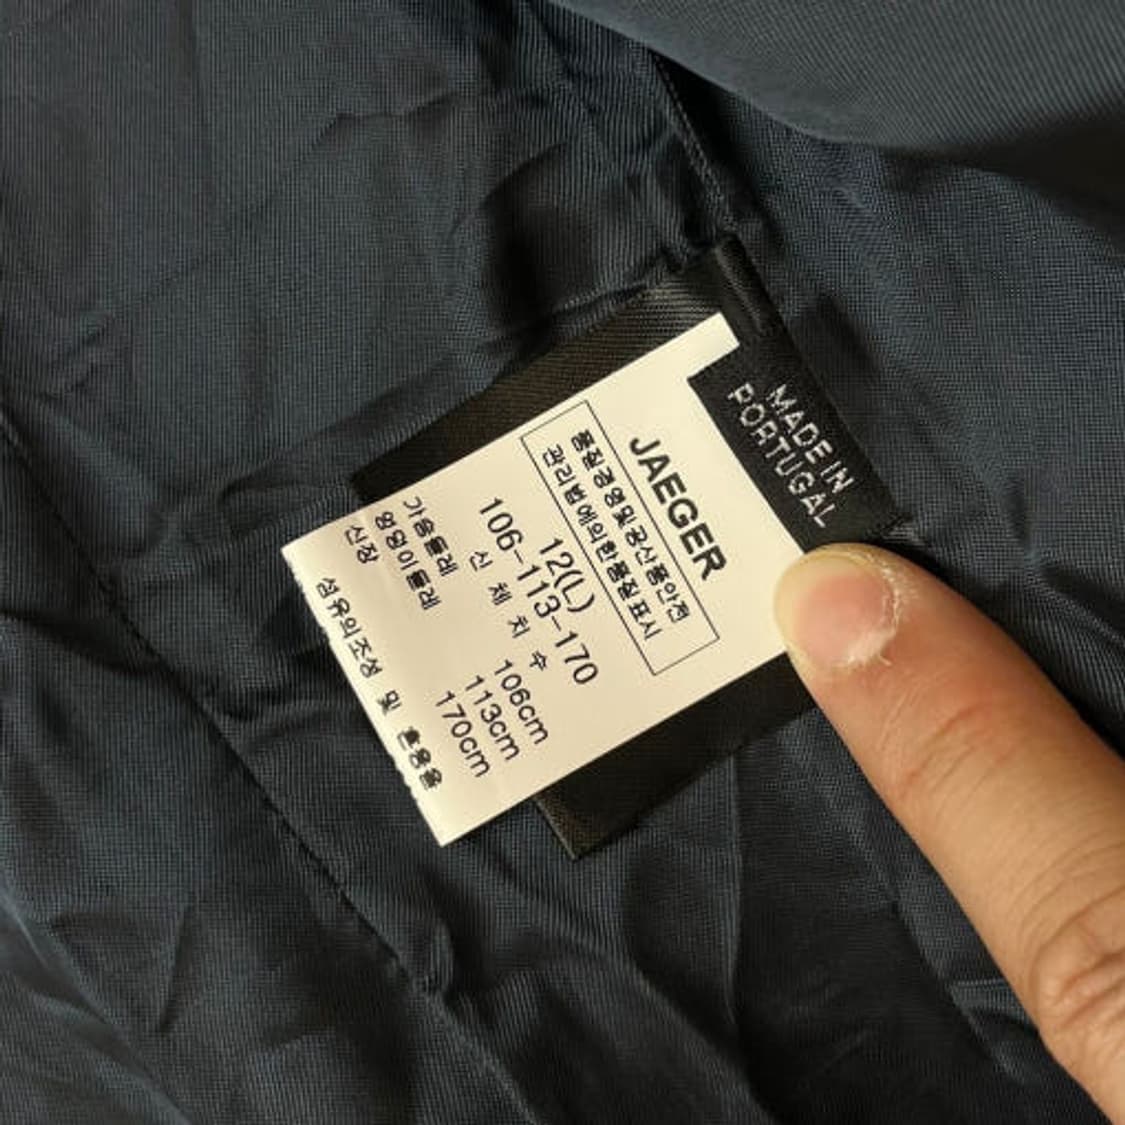 MADE IN
PORTUGAL
JAEGER
품질경영및공산품안전
관리법에의한품질표시
12(L)
106-113-170
신 체 치 수
가슴둘레 106cm
엉덩이둘레 113cm
신장 170cm
섬유의조성 및 혼용율